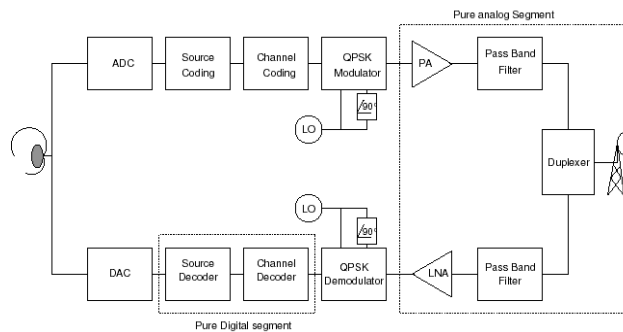 Pure analog Segment
ADC
Source
Coding
Channel
Coding
QPSK
Modulator
PA
Pass Band
Filter
90°
LO
Duplexer
LO
90°
DAC
Source
Decoder
Channel
Decoder
QPSK
Demodulator
LNA
Pass Band
Filter
Pure Digital segment